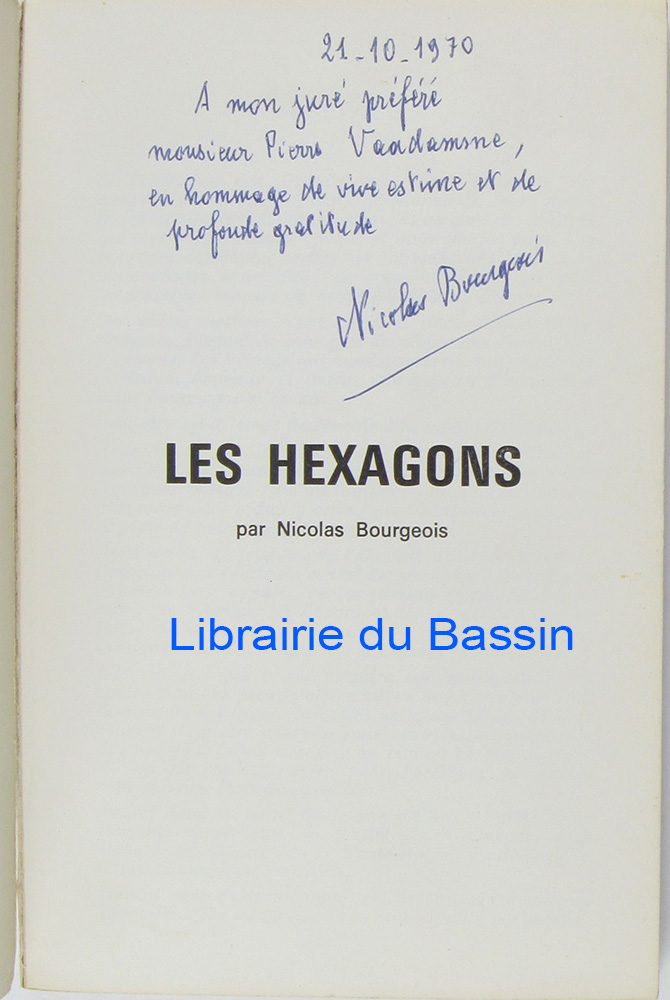 21-10-1970
A mon juré préféré
monsieur Pierre Vaadamme,
en hommage de vive estime et de
profonde gratitude
Nicolas Bourgeois
LES HEXAGONS
par Nicolas Bourgeois
Librairie du Bassin